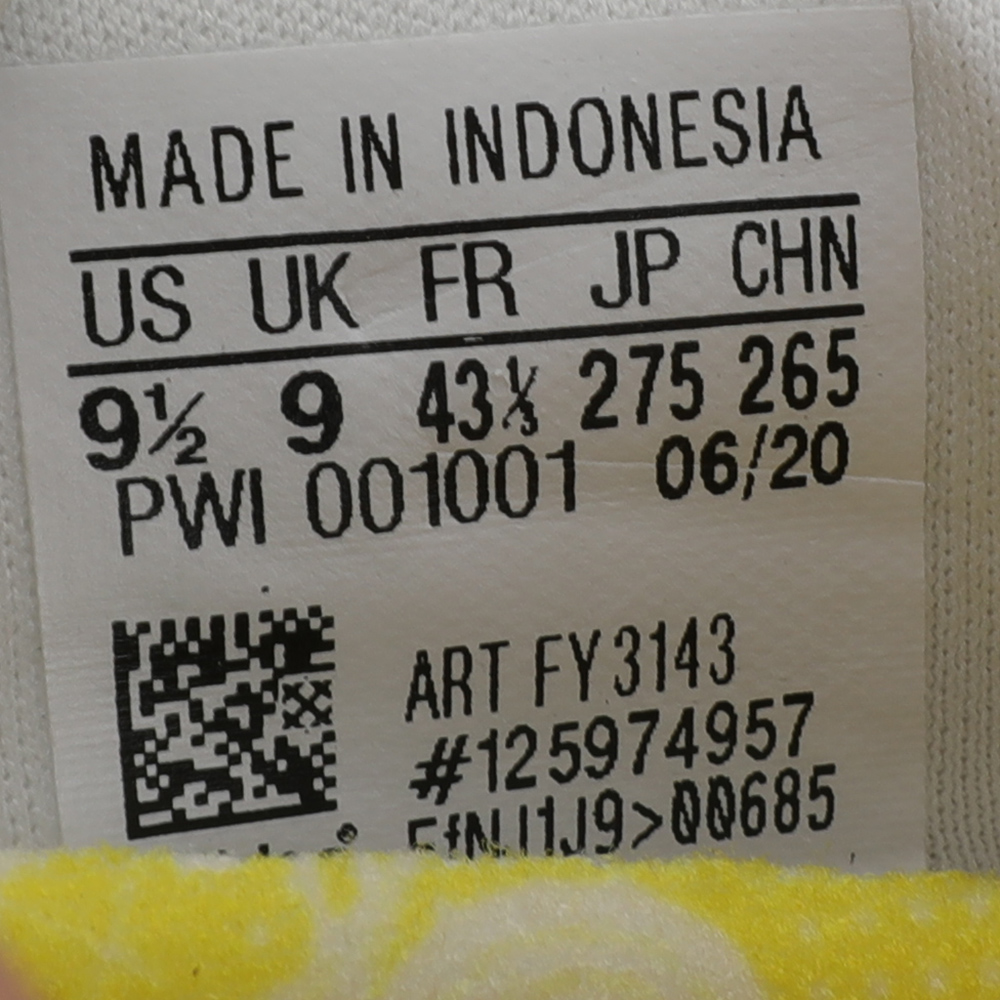 MADE IN INDONESIA
US UK FR JP CHN
9½ 9 43⅓ 275 265
PWI 001001 06/20
ART FY3143
#125974957